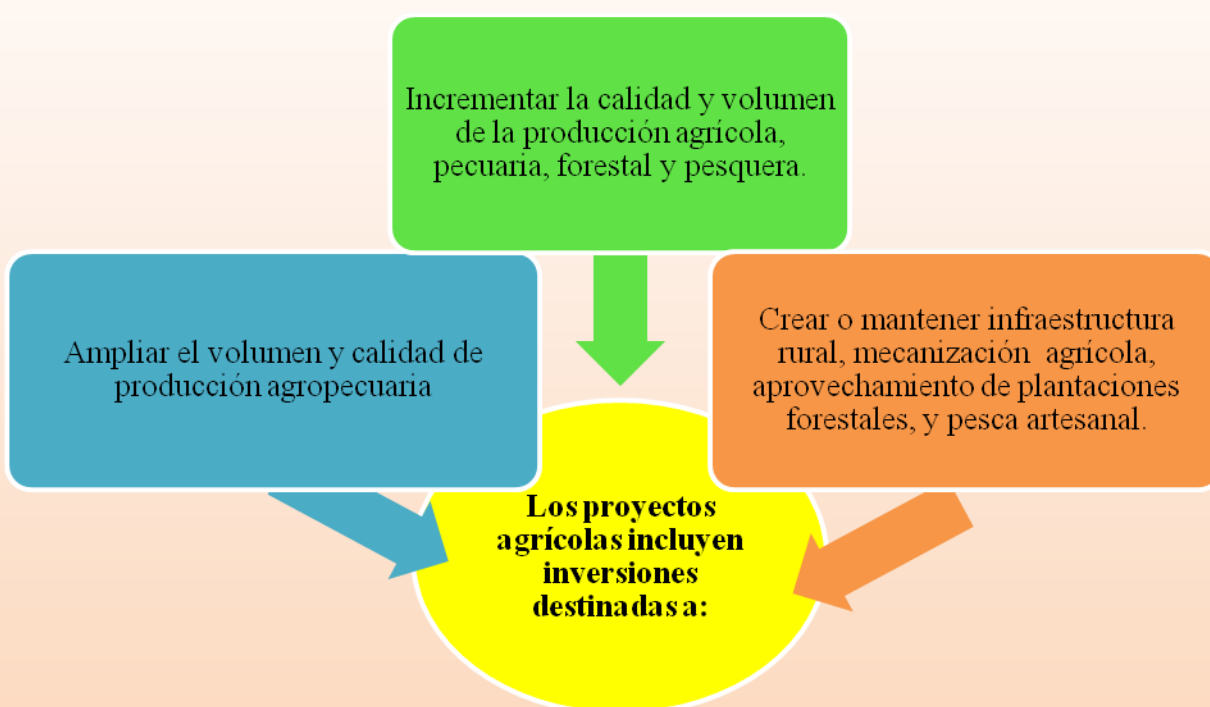 Incrementar la calidad y volumen
de la producción agrícola,
pecuaria, forestal y pesquera.
Ampliar el volumen y calidad de
producción agropecuaria
Crear o mantener infraestructura
rural, mecanización agrícola,
aprovechamiento de plantaciones
forestales, y pesca artesanal.
Los proyectos
agrícolas incluyen
inversiones
destinadas a: